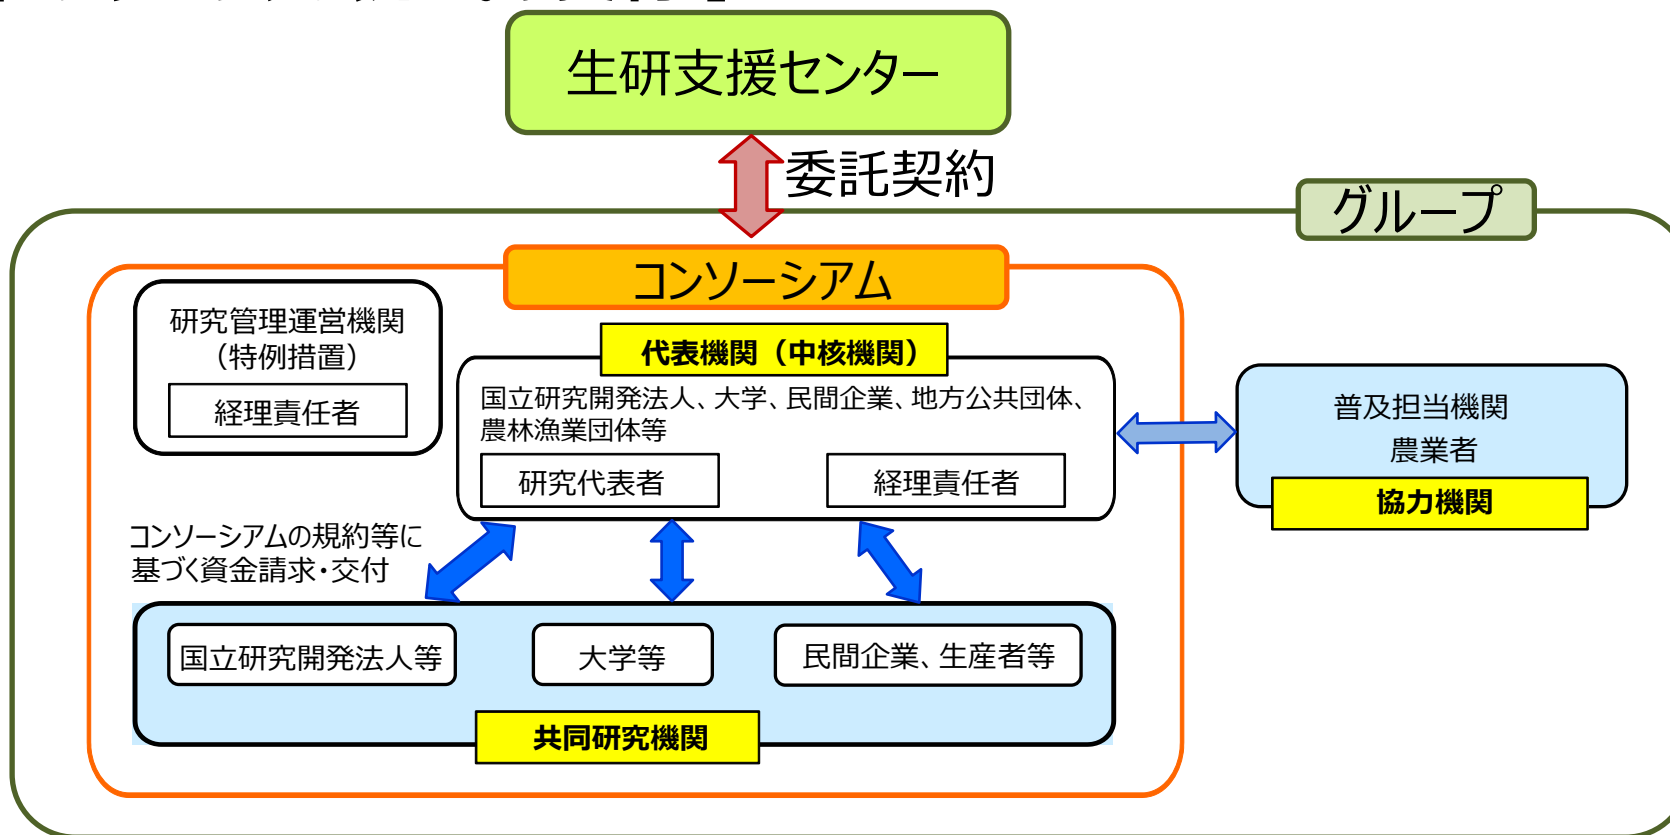 生研支援センター
委託契約
グループ
コンソーシアム
研究管理運営機関
（特例措置）
経理責任者
代表機関（中核機関）
国立研究開発法人、大学、民間企業、地方公共団体、
農林漁業団体等
研究代表者
経理責任者
普及担当機関
農業者
協力機関
コンソーシアムの規約等に
基づく資金請求・交付
国立研究開発法人等
大学等
民間企業、生産者等
共同研究機関